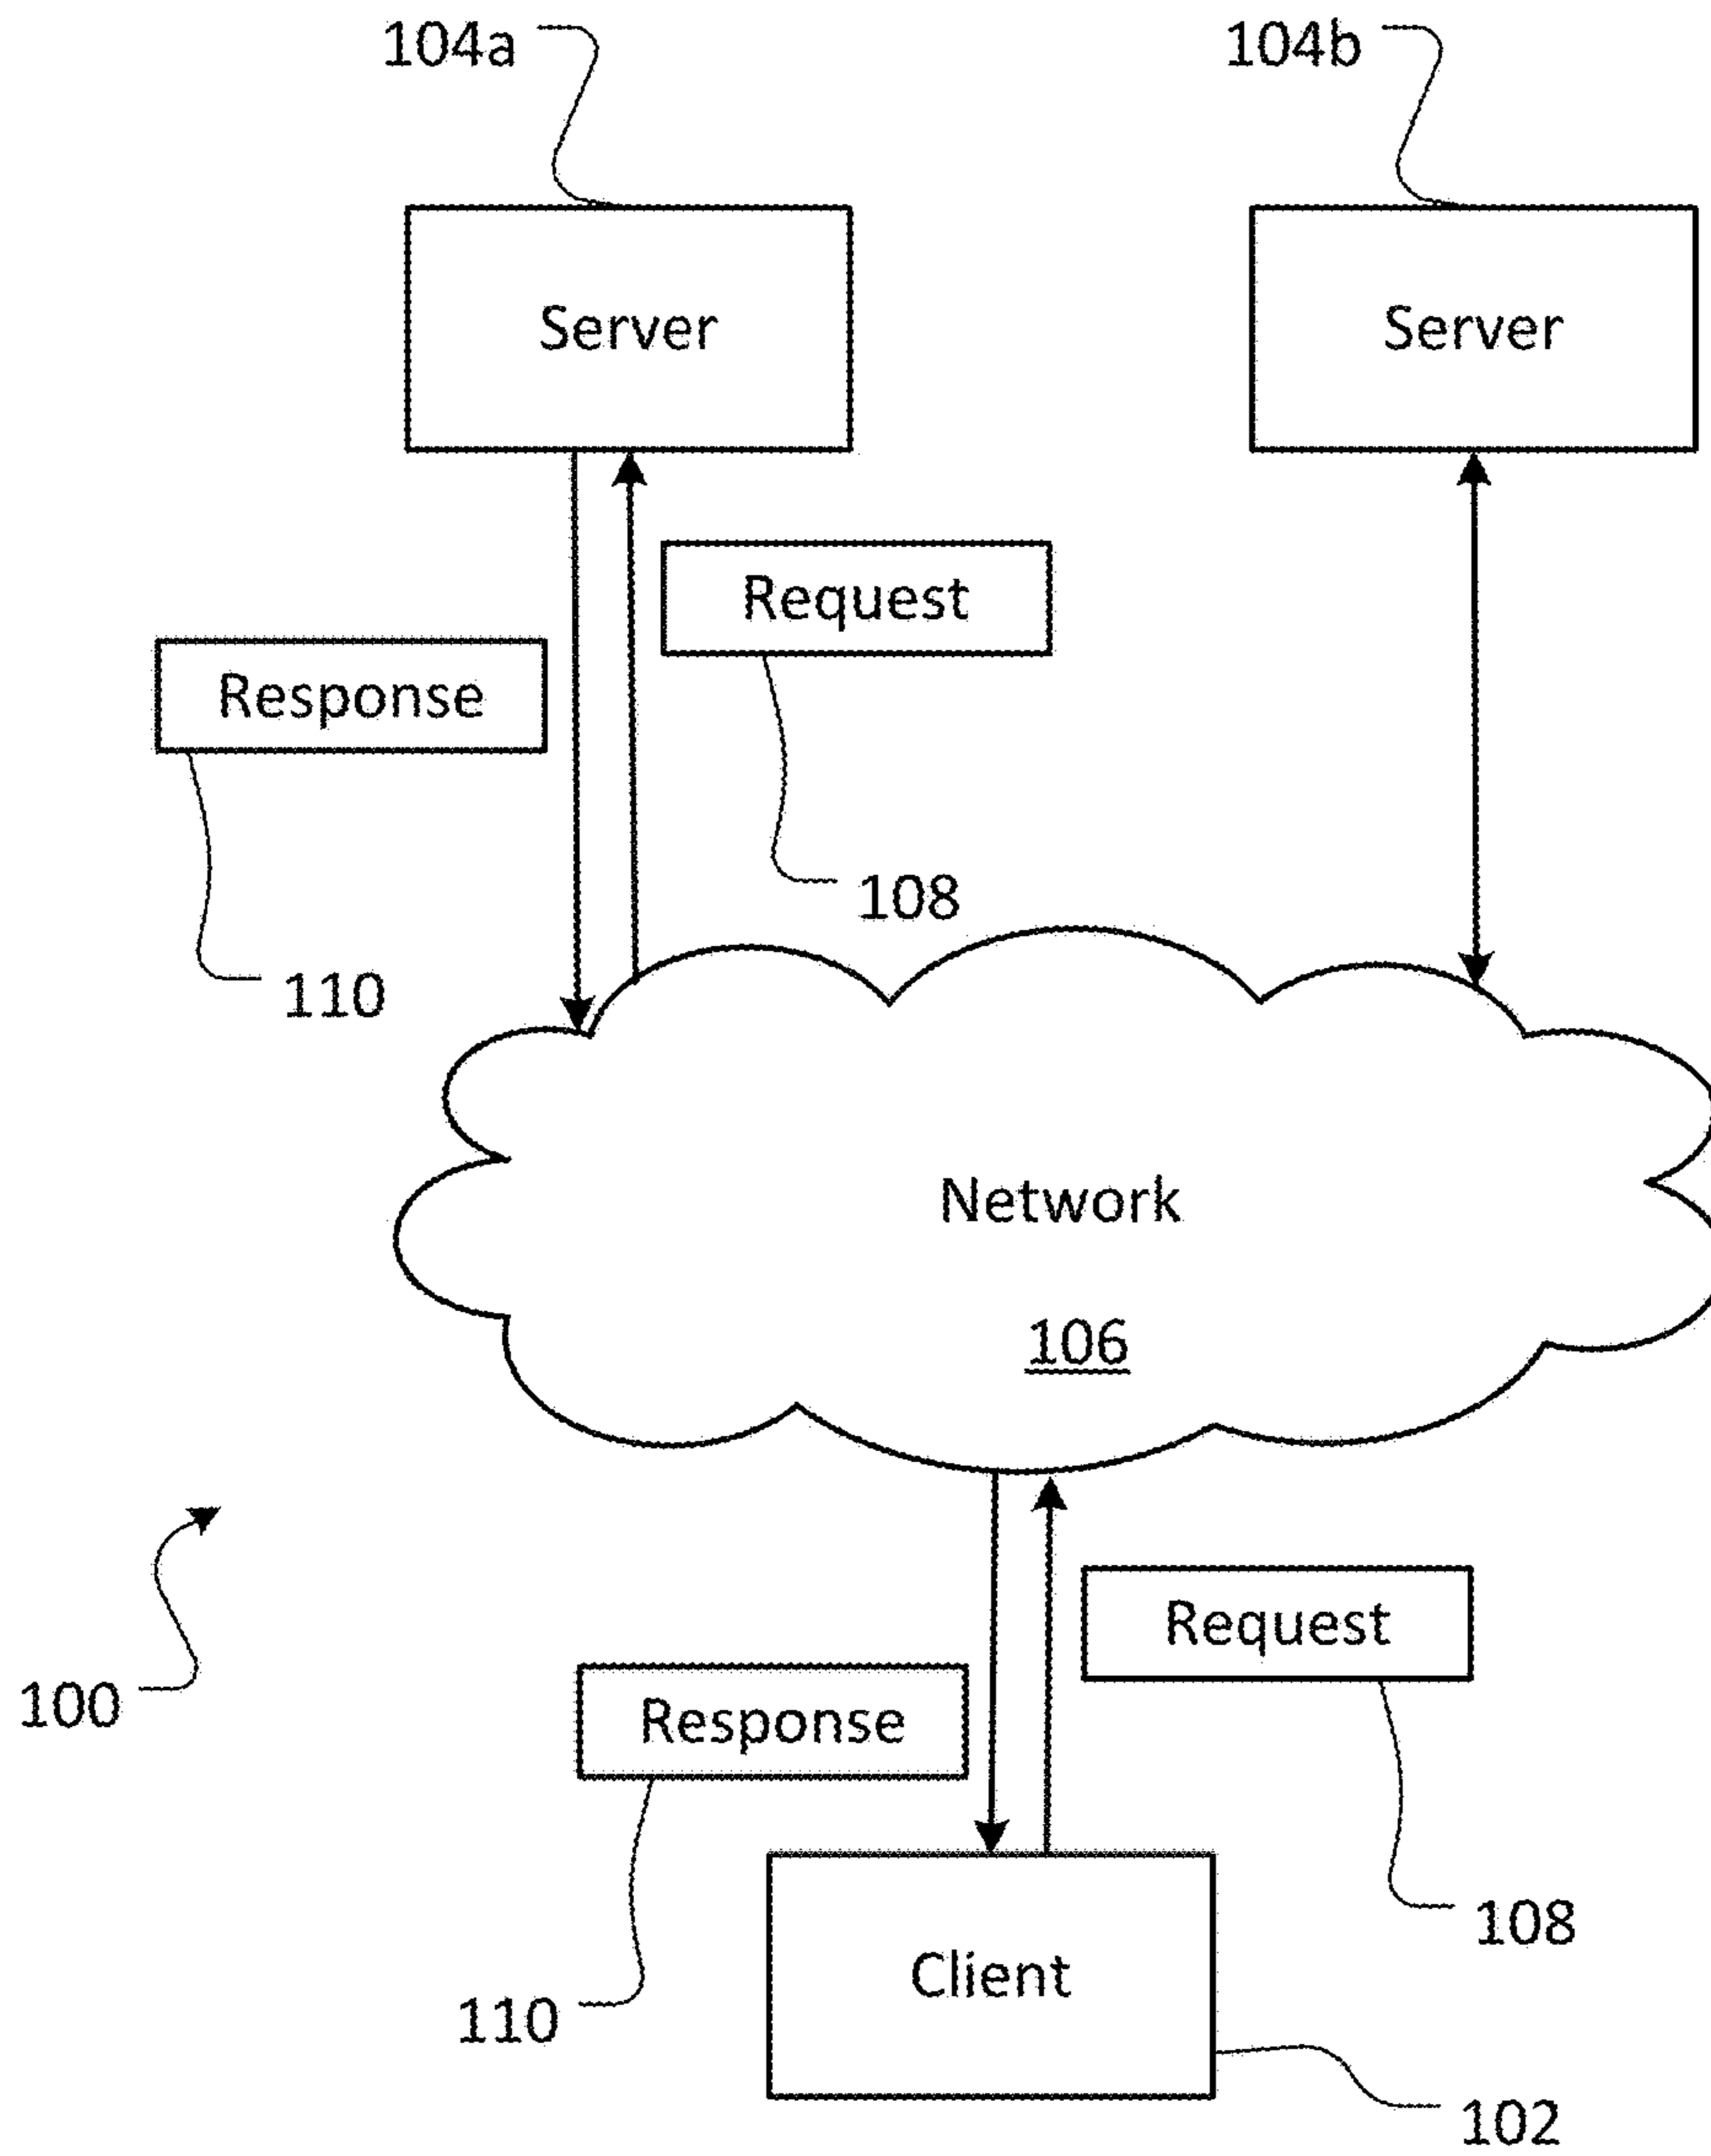 104a
104b
Server
Server
Request
Response
108
110
Network
106
Request
Response
100
108
Client
110
102